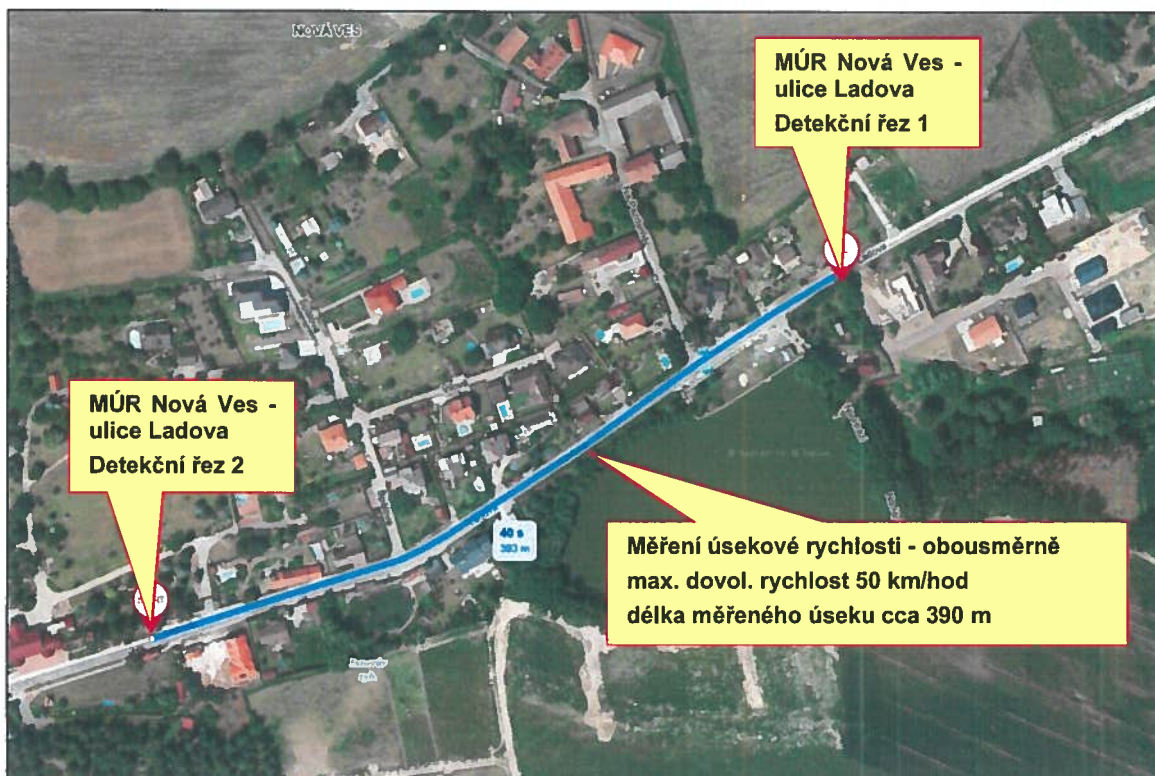 NOVÁ VES
MÚR Nová Ves -
ulice Ladova
Detekční řez 1
MÚR Nová Ves -
ulice Ladova
Detekční řez 2
40 s
393 m
Měření úsekové rychlosti - obousměrně
max. dovol. rychlost 50 km/hod
délka měřeného úseku cca 390 m